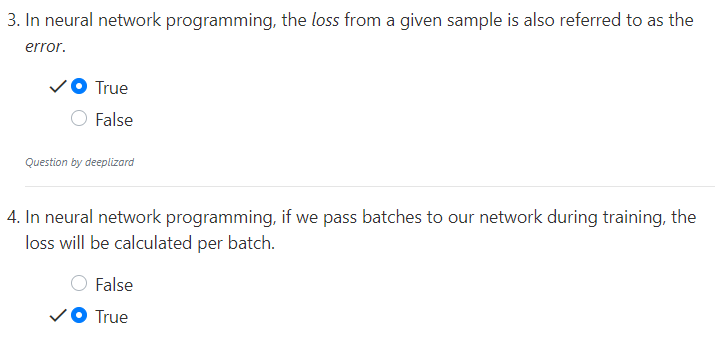 3. In neural network programming, the loss from a given sample is also referred to as the
error.
True
False
Question by deeplizard
4. In neural network programming, if we pass batches to our network during training, the
loss will be calculated per batch.
False
True